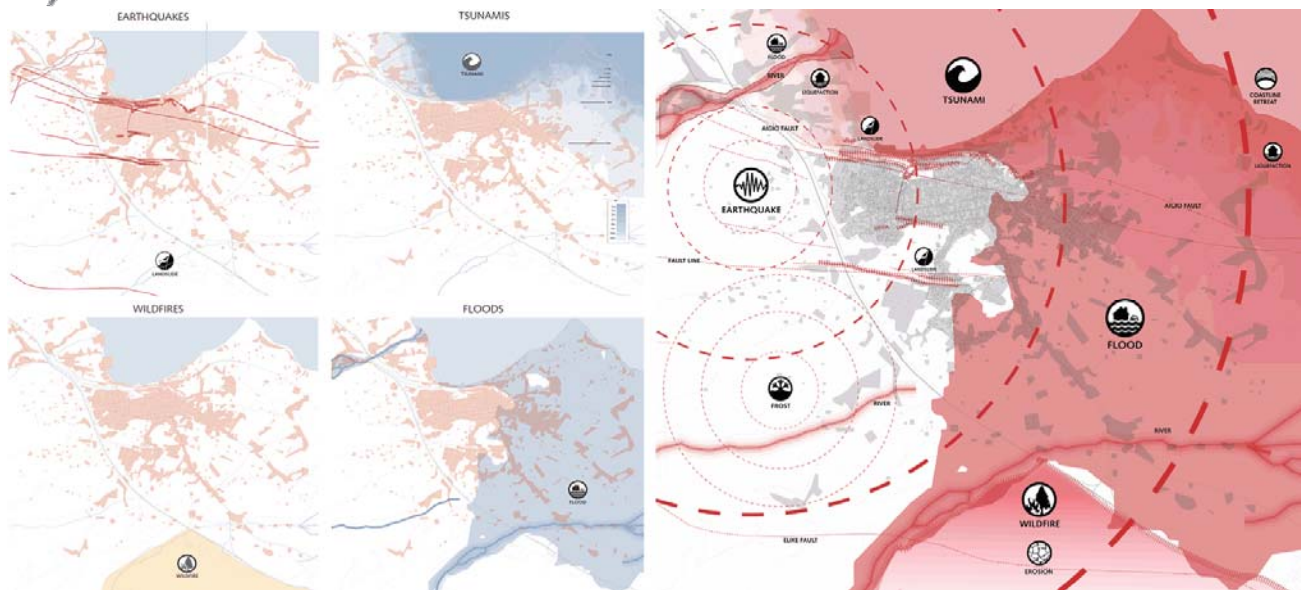 EARTHQUAKES
TSUNAMIS
TSUNAMI
LANDSLIDE
WILDFIRES
FLOODS
FLOOD
WILDFIRE
FLOOD
RIVER
LIQUEFACTION
TSUNAMI
COASTLINE
RETREAT
AIGIO FAULT
LANDSLIDE
LIQUEFACTION
EARTHQUAKE
AIGIO FAULT
FAULT LINE
LANDSLIDE
FLOOD
FROST
RIVER
RIVER
WILDFIRE
ELIKE FAULT
EROSION